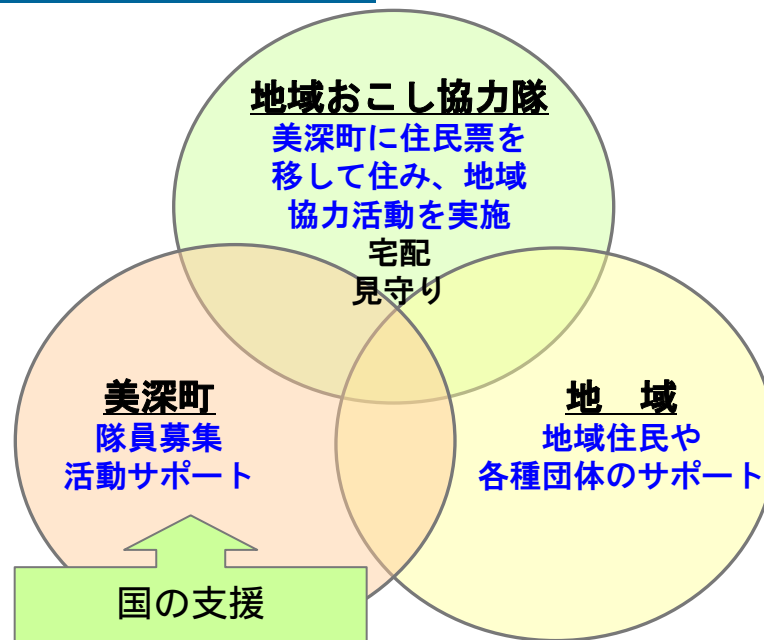 地域おこし協力隊
美深町に住民票を
移して住み、地域
協力活動を実施
宅配
見守り
美深町
隊員募集
活動サポート
地　域
地域住民や
各種団体のサポート
国の支援